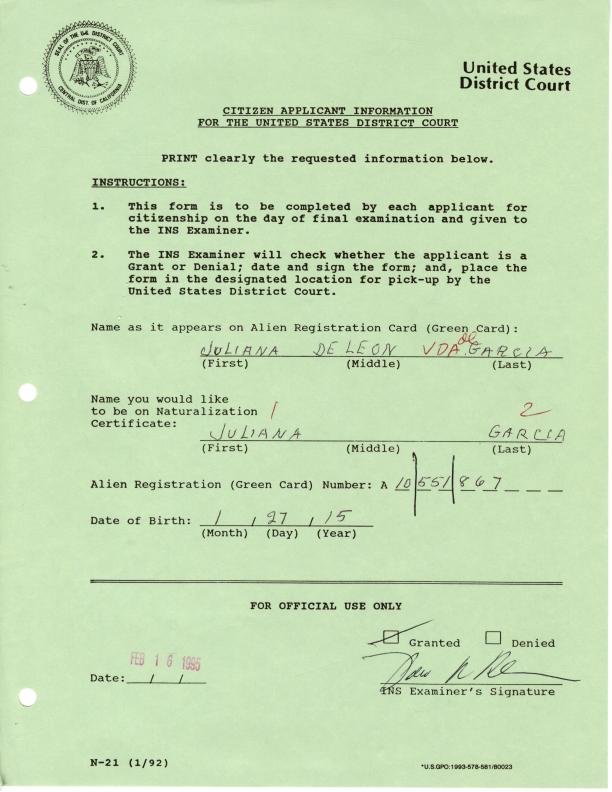 SEAL OF THE U.S. DISTRICT COURT
CENTRAL DIST. OF CALIFORNIA
United States
District Court
CITIZEN APPLICANT INFORMATION
FOR THE UNITED STATES DISTRICT COURT
PRINT clearly the requested information below.
INSTRUCTIONS:
1. This form is to be completed by each applicant for
citizenship on the day of final examination and given to
the INS Examiner.
2. The INS Examiner will check whether the applicant is a
Grant or Denial; date and sign the form; and, place the
form in the designated location for pick-up by the
United States District Court.
Name as it appears on Alien Registration Card (Green Card):
JULIANA DE LEON VDA de GARCIA
(First) (Middle) (Last)
Name you would like
to be on Naturalization 1 2
Certificate:
JULIANA GARCIA
(First) (Middle) (Last)
Alien Registration (Green Card) Number: A 10 551 867
Date of Birth: 1 / 27 / 15
(Month) (Day) (Year)
FOR OFFICIAL USE ONLY
Granted Denied
FEB 16 1995
Date: / /
INS Examiner's Signature
N-21 (1/92)
*U.S.GPO:1993-578-581/80023